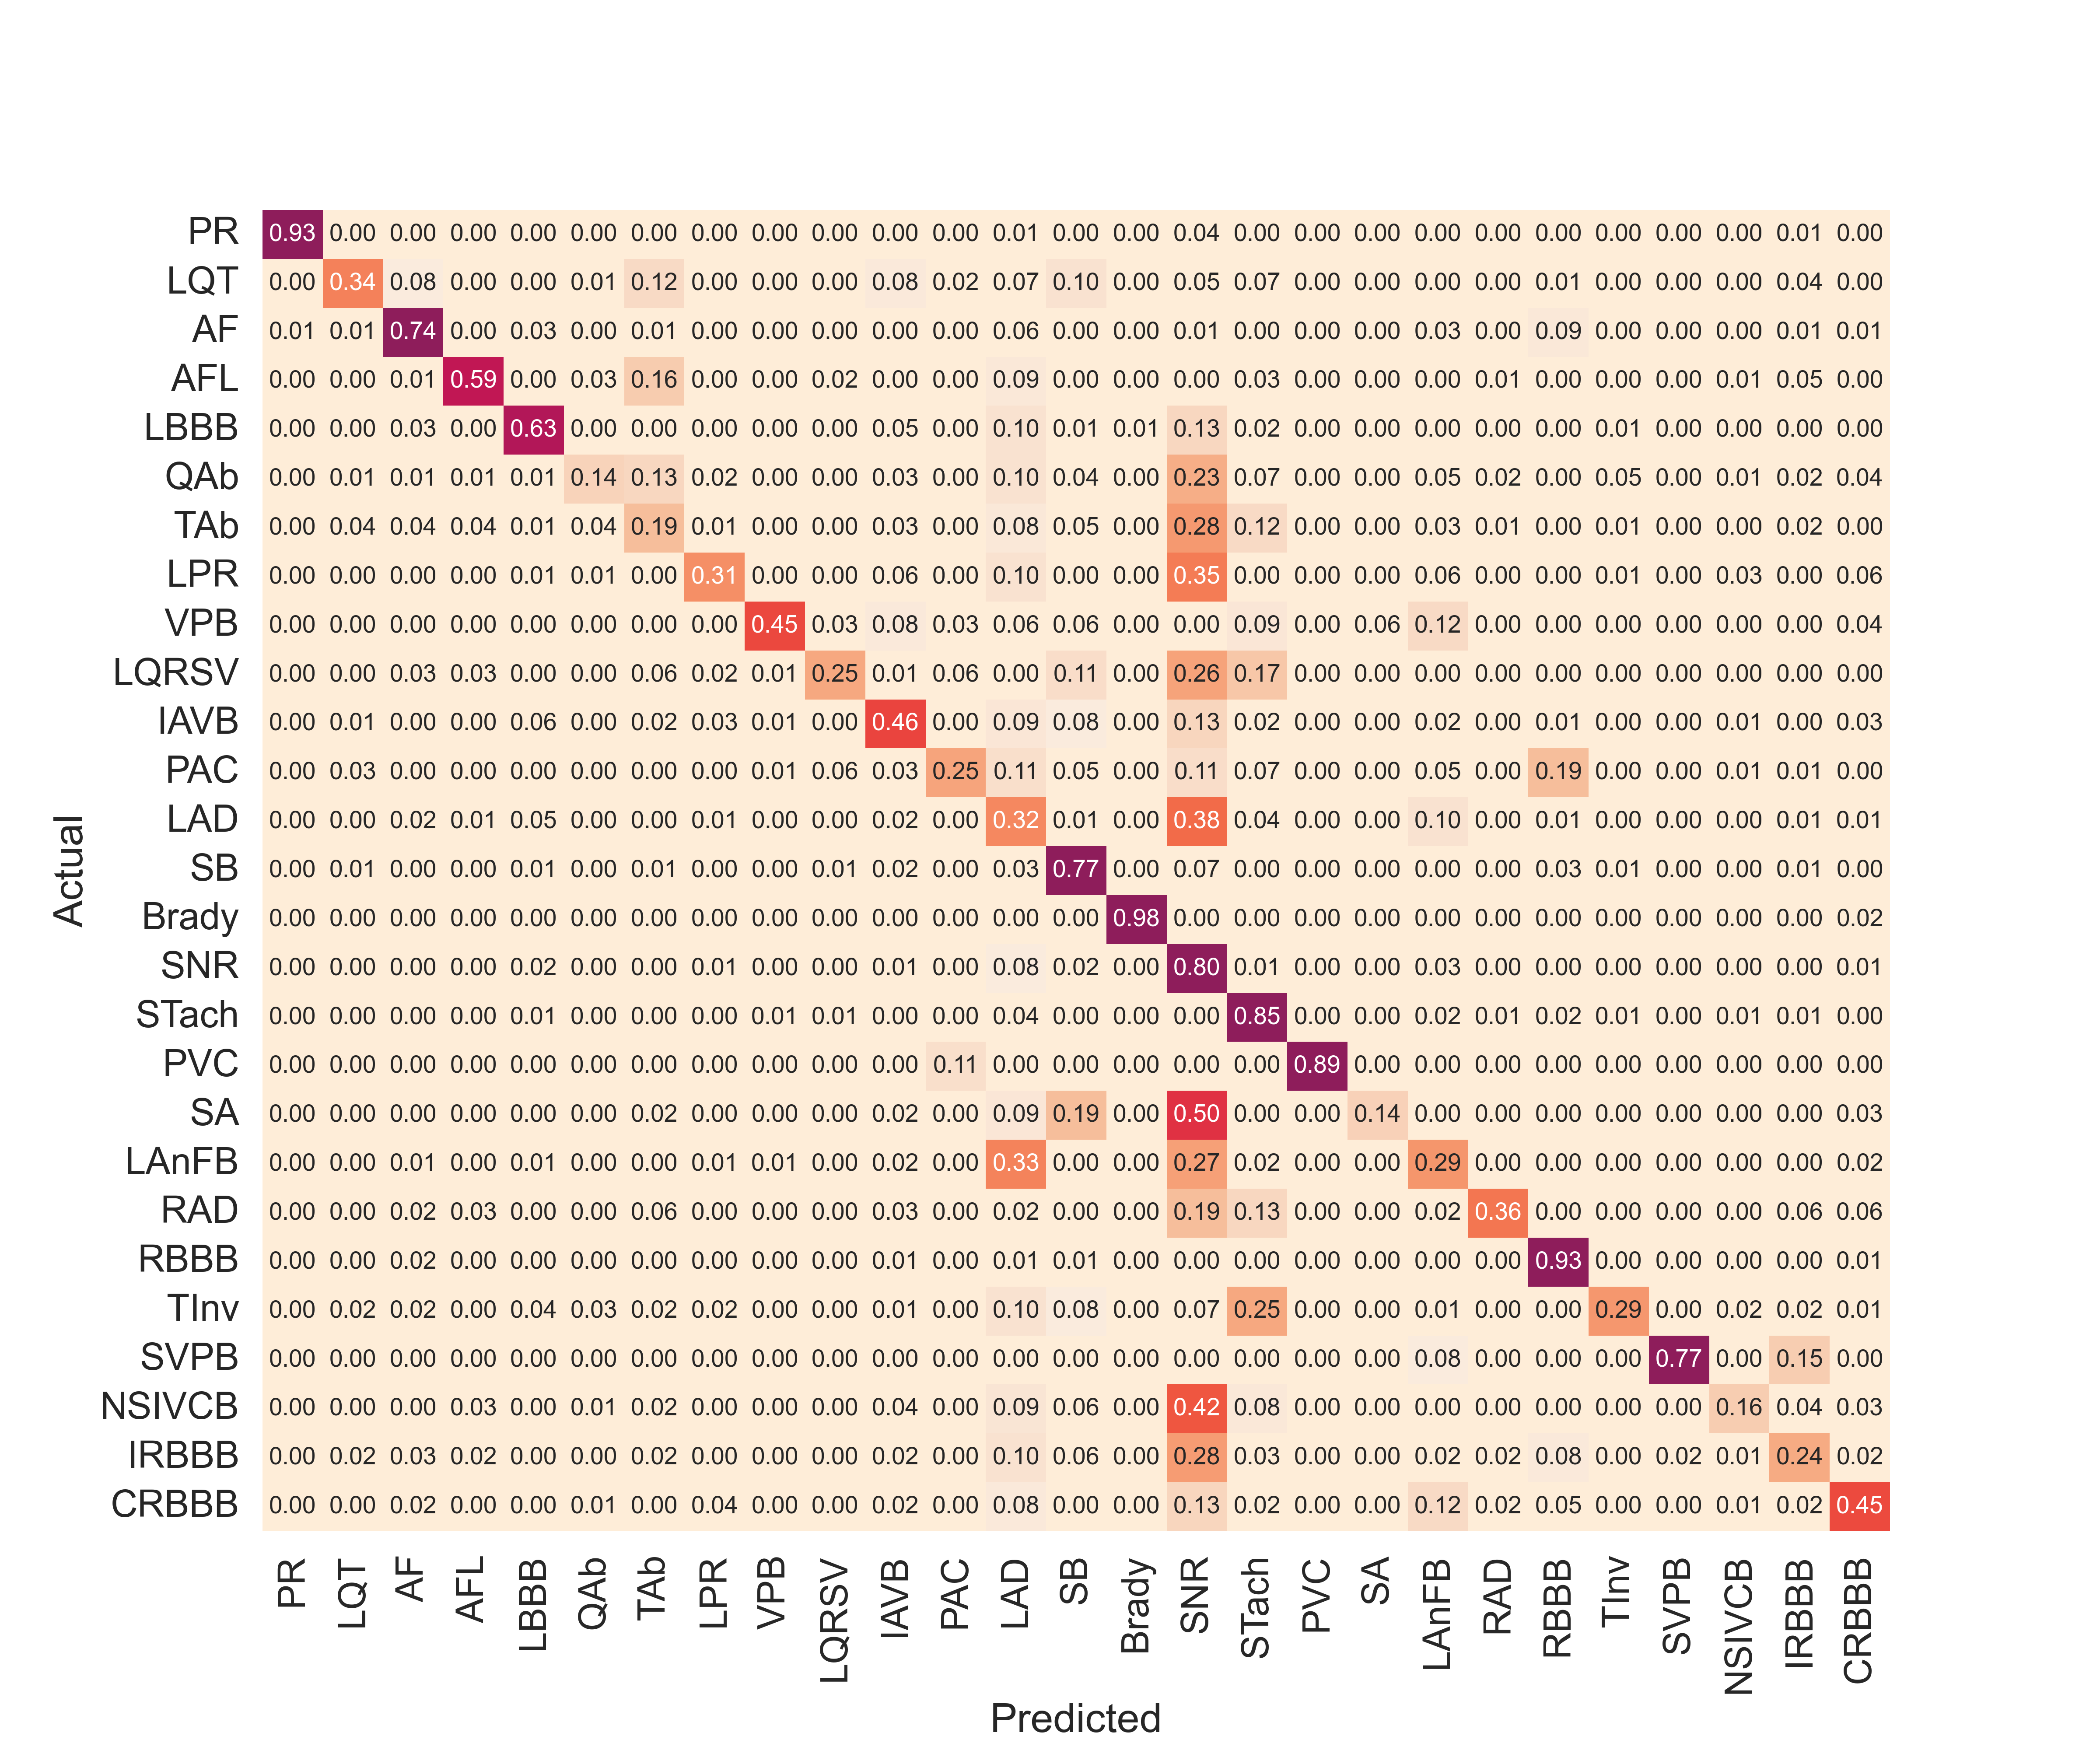 PR 0.93 0.00 0.00 0.00 0.00 0.00 0.00 0.00 0.00 0.00 0.00 0.00 0.01 0.00 0.00 0.04 0.00 0.00 0.00 0.00 0.00 0.00 0.00 0.00 0.00 0.01 0.00
LQT 0.00 0.34 0.08 0.00 0.00 0.01 0.12 0.00 0.00 0.00 0.08 0.02 0.07 0.10 0.00 0.05 0.07 0.00 0.00 0.00 0.00 0.01 0.00 0.00 0.00 0.04 0.00
AF 0.01 0.01 0.74 0.00 0.03 0.00 0.01 0.00 0.00 0.00 0.00 0.00 0.06 0.00 0.00 0.01 0.00 0.00 0.00 0.03 0.00 0.09 0.00 0.00 0.00 0.01 0.01
AFL 0.00 0.00 0.01 0.59 0.00 0.03 0.16 0.00 0.00 0.02 0.00 0.00 0.09 0.00 0.00 0.00 0.03 0.00 0.00 0.00 0.01 0.00 0.00 0.00 0.01 0.05 0.00
LBBB 0.00 0.00 0.03 0.00 0.63 0.00 0.00 0.00 0.00 0.00 0.05 0.00 0.10 0.01 0.01 0.13 0.02 0.00 0.00 0.00 0.00 0.00 0.01 0.00 0.00 0.00 0.00
QAb 0.00 0.01 0.01 0.01 0.01 0.14 0.13 0.02 0.00 0.00 0.03 0.00 0.10 0.04 0.00 0.23 0.07 0.00 0.00 0.05 0.02 0.00 0.05 0.00 0.01 0.02 0.04
TAb 0.00 0.04 0.04 0.04 0.01 0.04 0.19 0.01 0.00 0.00 0.03 0.00 0.08 0.05 0.00 0.28 0.12 0.00 0.00 0.03 0.01 0.00 0.01 0.00 0.00 0.02 0.00
LPR 0.00 0.00 0.00 0.00 0.01 0.01 0.00 0.31 0.00 0.00 0.06 0.00 0.10 0.00 0.00 0.35 0.00 0.00 0.00 0.06 0.00 0.00 0.01 0.00 0.03 0.00 0.06
VPB 0.00 0.00 0.00 0.00 0.00 0.00 0.00 0.00 0.45 0.03 0.08 0.03 0.06 0.06 0.00 0.00 0.09 0.00 0.06 0.12 0.00 0.00 0.00 0.00 0.00 0.00 0.04
LQRSV 0.00 0.00 0.03 0.03 0.00 0.00 0.06 0.02 0.01 0.25 0.01 0.06 0.00 0.11 0.00 0.26 0.17 0.00 0.00 0.00 0.00 0.00 0.00 0.00 0.00 0.00 0.00
IAVB 0.00 0.01 0.00 0.00 0.06 0.00 0.02 0.03 0.01 0.00 0.46 0.00 0.09 0.08 0.00 0.13 0.02 0.00 0.00 0.02 0.00 0.01 0.00 0.00 0.01 0.00 0.03
PAC 0.00 0.03 0.00 0.00 0.00 0.00 0.00 0.00 0.01 0.06 0.03 0.25 0.11 0.05 0.00 0.11 0.07 0.00 0.00 0.05 0.00 0.19 0.00 0.00 0.01 0.01 0.00
LAD 0.00 0.00 0.02 0.01 0.05 0.00 0.00 0.01 0.00 0.00 0.02 0.00 0.32 0.01 0.00 0.38 0.04 0.00 0.00 0.10 0.00 0.01 0.00 0.00 0.00 0.01 0.01
SB 0.00 0.01 0.00 0.00 0.01 0.00 0.01 0.00 0.00 0.01 0.02 0.00 0.03 0.77 0.00 0.07 0.00 0.00 0.00 0.00 0.00 0.03 0.01 0.00 0.00 0.01 0.00
Brady 0.00 0.00 0.00 0.00 0.00 0.00 0.00 0.00 0.00 0.00 0.00 0.00 0.00 0.00 0.98 0.00 0.00 0.00 0.00 0.00 0.00 0.00 0.00 0.00 0.00 0.00 0.02
SNR 0.00 0.00 0.00 0.00 0.02 0.00 0.00 0.01 0.00 0.00 0.01 0.00 0.08 0.02 0.00 0.80 0.01 0.00 0.00 0.03 0.00 0.00 0.00 0.00 0.00 0.00 0.01
STach 0.00 0.00 0.00 0.00 0.01 0.00 0.00 0.00 0.01 0.01 0.00 0.00 0.04 0.00 0.00 0.00 0.85 0.00 0.00 0.02 0.01 0.02 0.01 0.00 0.01 0.01 0.00
PVC 0.00 0.00 0.00 0.00 0.00 0.00 0.00 0.00 0.00 0.00 0.00 0.11 0.00 0.00 0.00 0.00 0.00 0.89 0.00 0.00 0.00 0.00 0.00 0.00 0.00 0.00 0.00
SA 0.00 0.00 0.00 0.00 0.00 0.00 0.02 0.00 0.00 0.00 0.02 0.00 0.09 0.19 0.00 0.50 0.00 0.00 0.14 0.00 0.00 0.00 0.00 0.00 0.00 0.00 0.03
LAnFB 0.00 0.00 0.01 0.00 0.01 0.00 0.00 0.01 0.01 0.00 0.02 0.00 0.33 0.00 0.00 0.27 0.02 0.00 0.00 0.29 0.00 0.00 0.00 0.00 0.00 0.00 0.02
RAD 0.00 0.00 0.02 0.03 0.00 0.00 0.06 0.00 0.00 0.00 0.03 0.00 0.02 0.00 0.00 0.19 0.13 0.00 0.00 0.02 0.36 0.00 0.00 0.00 0.00 0.06 0.06
RBBB 0.00 0.00 0.02 0.00 0.00 0.00 0.00 0.00 0.00 0.00 0.01 0.00 0.01 0.01 0.00 0.00 0.00 0.00 0.00 0.00 0.00 0.93 0.00 0.00 0.00 0.00 0.01
TInv 0.00 0.02 0.02 0.00 0.04 0.03 0.02 0.02 0.00 0.00 0.01 0.00 0.10 0.08 0.00 0.07 0.25 0.00 0.00 0.01 0.00 0.00 0.29 0.00 0.02 0.02 0.01
SVPB 0.00 0.00 0.00 0.00 0.00 0.00 0.00 0.00 0.00 0.00 0.00 0.00 0.00 0.00 0.00 0.00 0.00 0.00 0.00 0.08 0.00 0.00 0.00 0.77 0.00 0.15 0.00
NSIVCB 0.00 0.00 0.00 0.03 0.00 0.01 0.02 0.00 0.00 0.00 0.04 0.00 0.09 0.06 0.00 0.42 0.08 0.00 0.00 0.00 0.00 0.00 0.00 0.00 0.16 0.04 0.03
IRBBB 0.00 0.02 0.03 0.02 0.00 0.00 0.02 0.00 0.00 0.00 0.02 0.00 0.10 0.06 0.00 0.28 0.03 0.00 0.00 0.02 0.02 0.08 0.00 0.02 0.01 0.24 0.02
CRBBB 0.00 0.00 0.02 0.00 0.00 0.01 0.00 0.04 0.00 0.00 0.02 0.00 0.08 0.00 0.00 0.13 0.02 0.00 0.00 0.12 0.02 0.05 0.00 0.00 0.01 0.02 0.45
Actual
PR LQT AF AFL LBBB QAb TAb LPR VPB LQRSV IAVB PAC LAD SB Brady SNR STach PVC SA LAnFB RAD RBBB TInv SVPB NSIVCB IRBBB CRBBB
Predicted